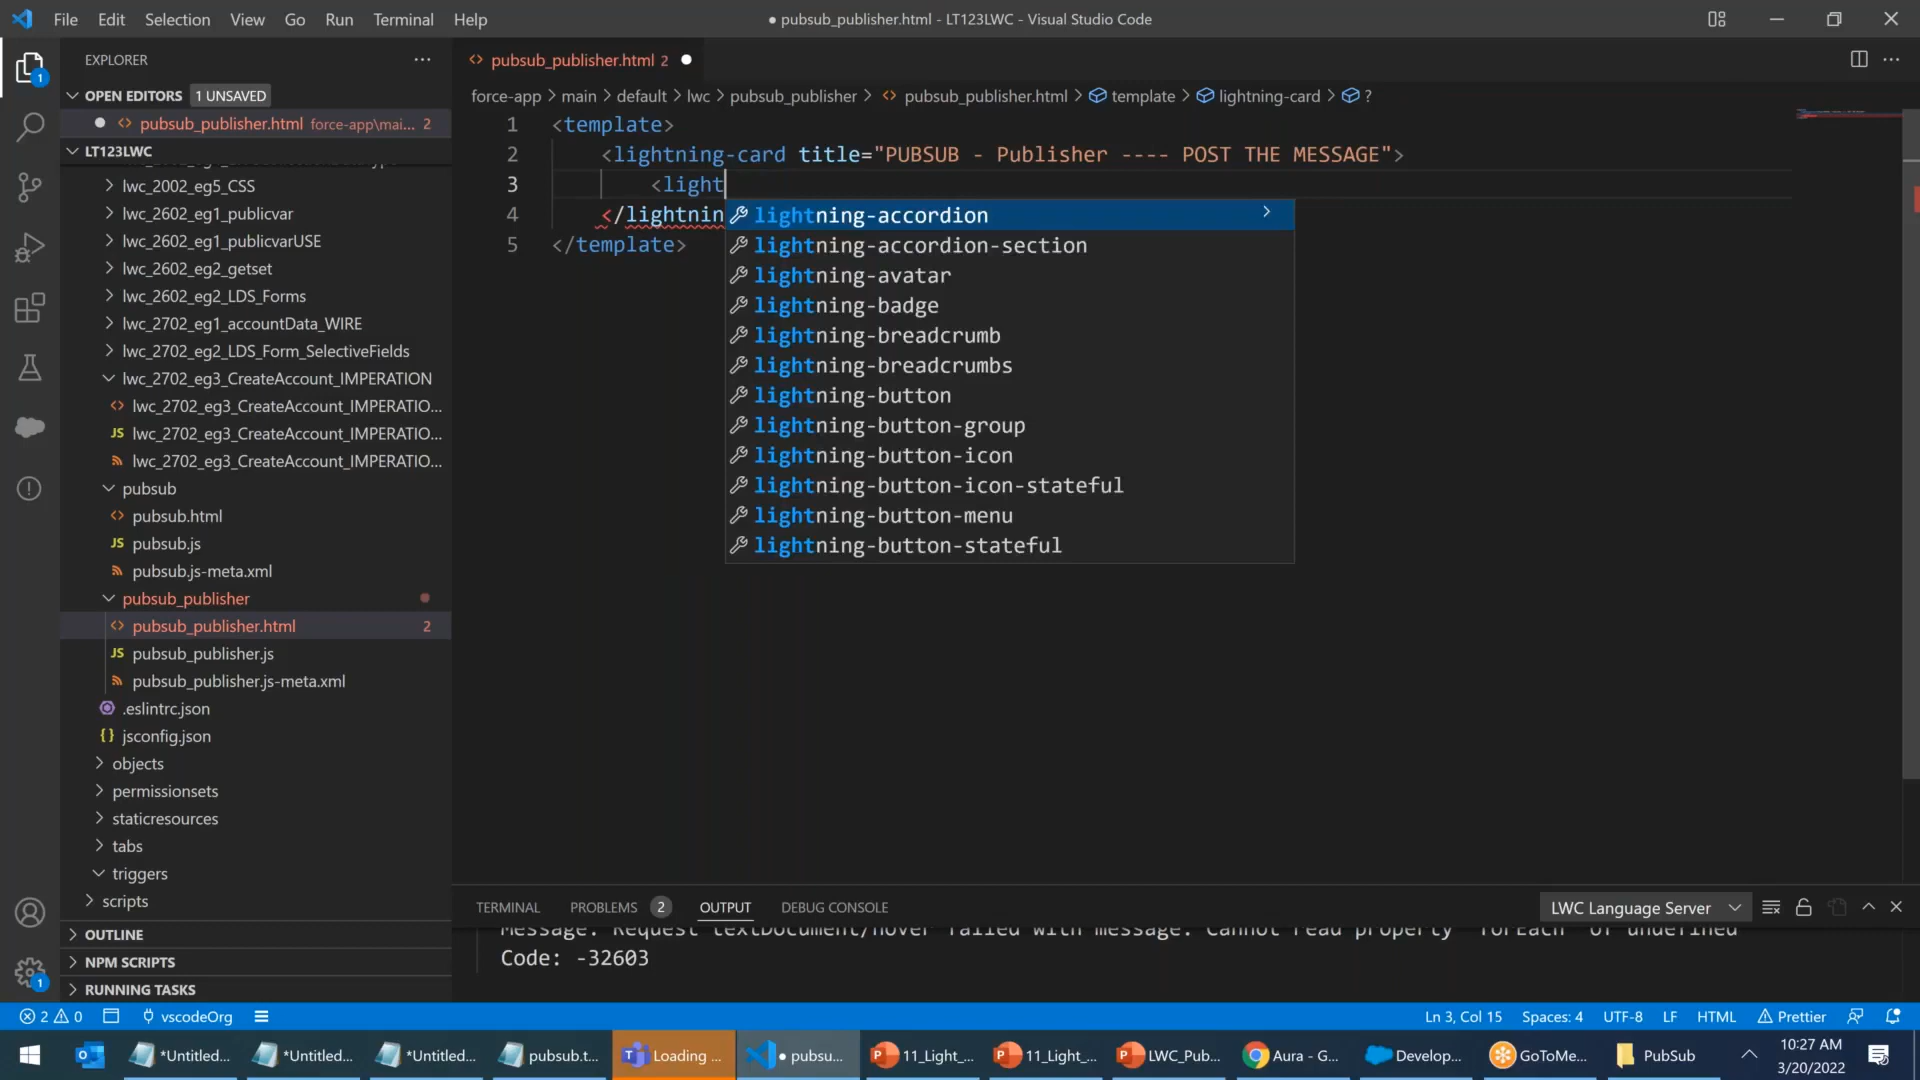 File Edit Selection View Go Run Terminal Help
● pubsub_publisher.html - LT123LWC - Visual Studio Code
EXPLORER
OPEN EDITORS 1 UNSAVED
pubsub_publisher.html force-app\mai... 2
LT123LWC
lwc_2002_eg5_CSS
lwc_2602_eg1_publicvar
lwc_2602_eg1_publicvarUSE
lwc_2602_eg2_getset
lwc_2602_eg2_LDS_Forms
lwc_2702_eg1_accountData_WIRE
lwc_2702_eg2_LDS_Form_SelectiveFields
lwc_2702_eg3_CreateAccount_IMPERATION
lwc_2702_eg3_CreateAccount_IMPERATIO...
JS lwc_2702_eg3_CreateAccount_IMPERATIO...
lwc_2702_eg3_CreateAccount_IMPERATIO...
pubsub
pubsub.html
JS pubsub.js
pubsub.js-meta.xml
pubsub_publisher
pubsub_publisher.html 2
JS pubsub_publisher.js
pubsub_publisher.js-meta.xml
.eslintrc.json
{} jsconfig.json
objects
permissionsets
staticresources
tabs
triggers
scripts
OUTLINE
NPM SCRIPTS
RUNNING TASKS
1
1
pubsub_publisher.html 2
force-app > main > default > lwc > pubsub_publisher > pubsub_publisher.html > template > lightning-card > ?
1 <template>
2 <lightning-card title="PUBSUB - Publisher ---- POST THE MESSAGE">
3 <light
4 </lightnin
5 </template>
lightning-accordion
lightning-accordion-section
lightning-avatar
lightning-badge
lightning-breadcrumb
lightning-breadcrumbs
lightning-button
lightning-button-group
lightning-button-icon
lightning-button-icon-stateful
lightning-button-menu
lightning-button-stateful
TERMINAL PROBLEMS 2 OUTPUT DEBUG CONSOLE
LWC Language Server
Message: Request textDocument/hover failed with message: Cannot read property 'forEach' of undefined
Code: -32603
2 0 vscodeOrg
Ln 3, Col 15 Spaces: 4 UTF-8 LF HTML Prettier
*Untitled... *Untitled... *Untitled... pubsub.t... Loading ... ● pubsu... 11_Light_... 11_Light_... LWC_Pub... Aura - G... Develop... GoToMe... PubSub
10:27 AM
3/20/2022